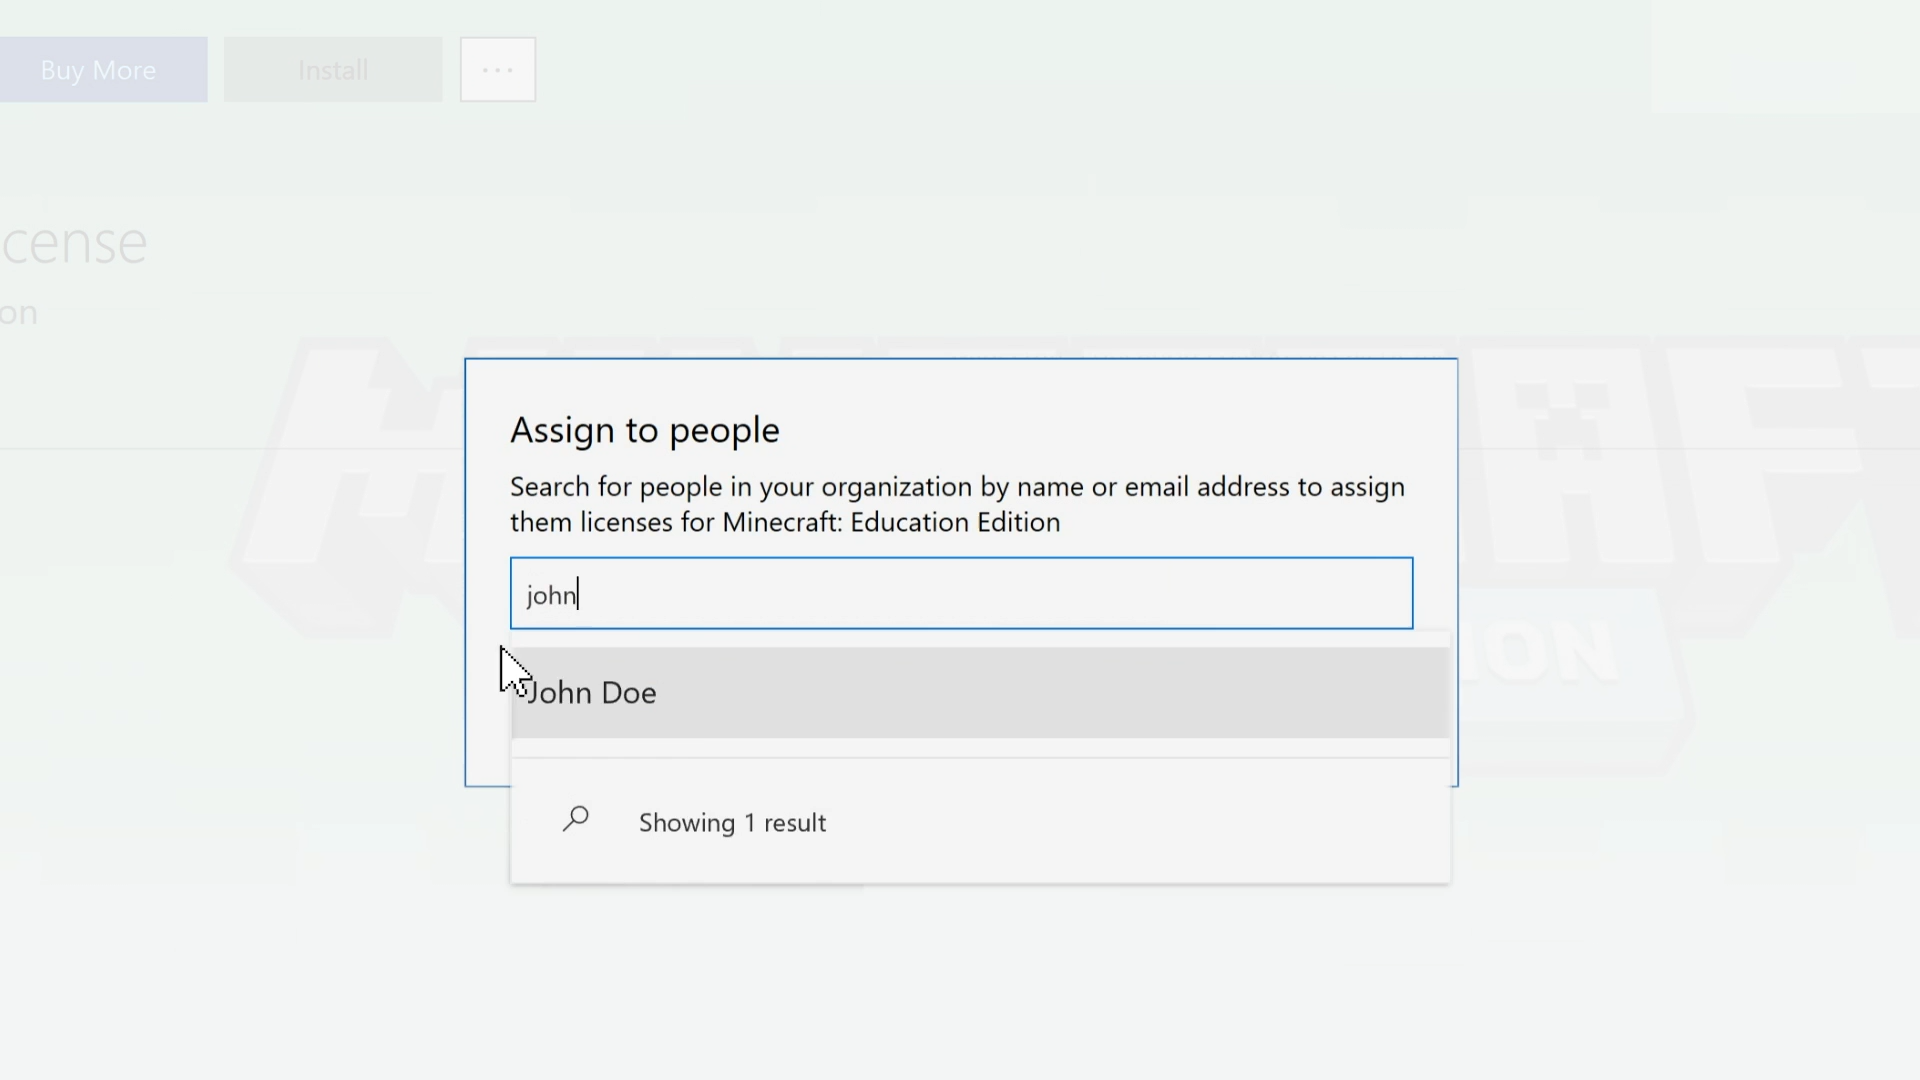 Buy More
Install
...
cense
on
Assign to people
Search for people in your organization by name or email address to assign
them licenses for Minecraft: Education Edition
john
John Doe
ION
Showing 1 result